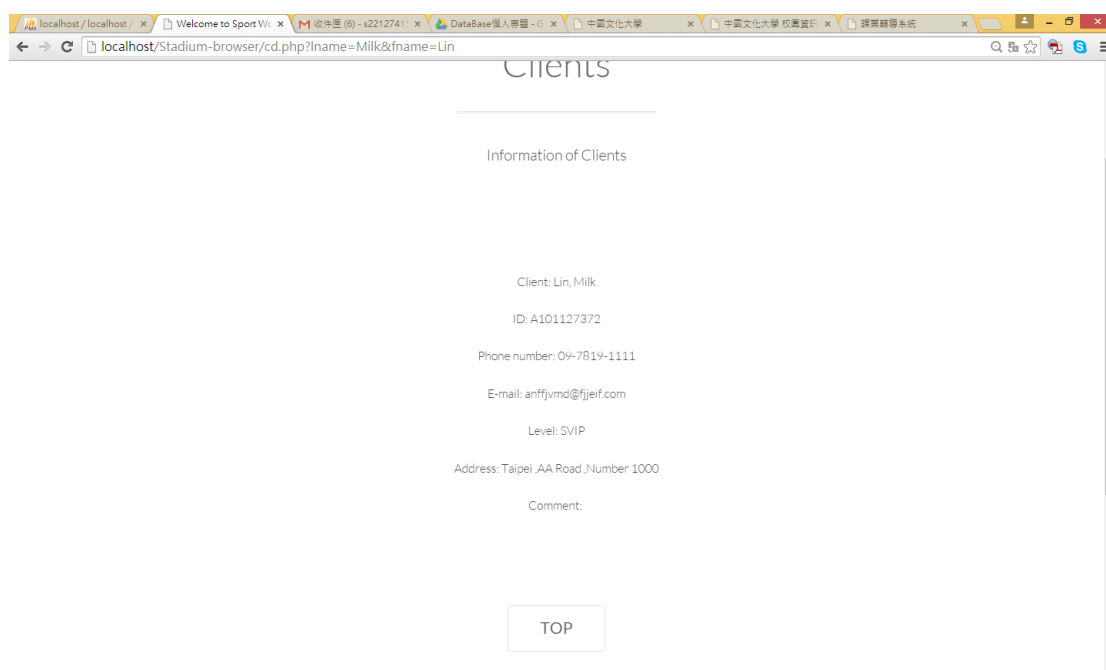 localhost / localhost /
Welcome to Sport Wo
收件匣 (6) - s2212741
DataBase個人專題 - G
中國文化大學
中國文化大學 校園資訊
課業輔導系統
localhost/Stadium-browser/cd.php?lname=Milk&fname=Lin
Clients
Information of Clients
Client: Lin, Milk
ID: A101127372
Phone number: 09-7819-1111
E-mail: anffjvmd@fjjeif.com
Level: SVIP
Address: Taipei ,AA Road ,Number 1000
Comment:
TOP